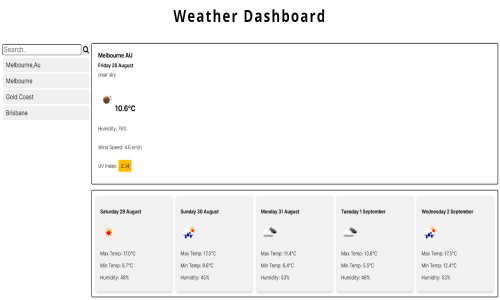 Weather Dashboard
Search..
Melbourne,Au
Melbourne
Gold Coast
Brisbane
Melbourne AU
Friday 28 August
clear sky
10.6°C
Humidity: 76%
Wind Speed: 4.6 km/h
UV Index: 3.34
Saturday 29 August
Max Temp: 17.0°C
Min Temp: 8.7°C
Humidity: 48%
Sunday 30 August
Max Temp: 17.5°C
Min Temp: 8.8°C
Humidity: 45%
Monday 31 August
Max Temp: 11.4°C
Min Temp: 6.4°C
Humidity: 53%
Tuesday 1 September
Max Temp: 13.6°C
Min Temp: 5.5°C
Humidity: 48%
Wednesday 2 September
Max Temp: 17.5°C
Min Temp: 12.4°C
Humidity: 53%